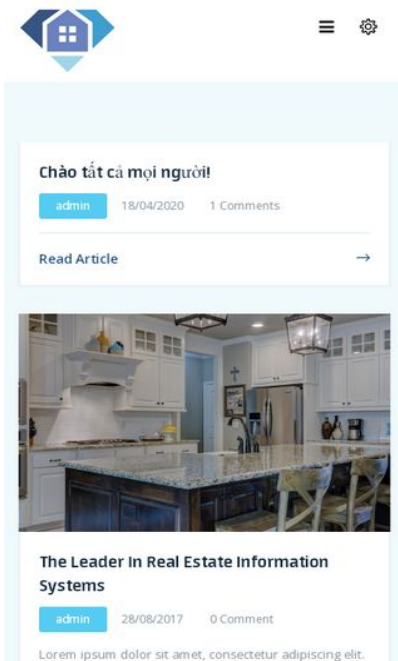 Chào tất cả mọi người!
admin 18/04/2020 1 Comments
Read Article →
The Leader In Real Estate Information
Systems
admin 28/08/2017 0 Comment
Lorem ipsum dolor sit amet, consectetur adipiscing elit.